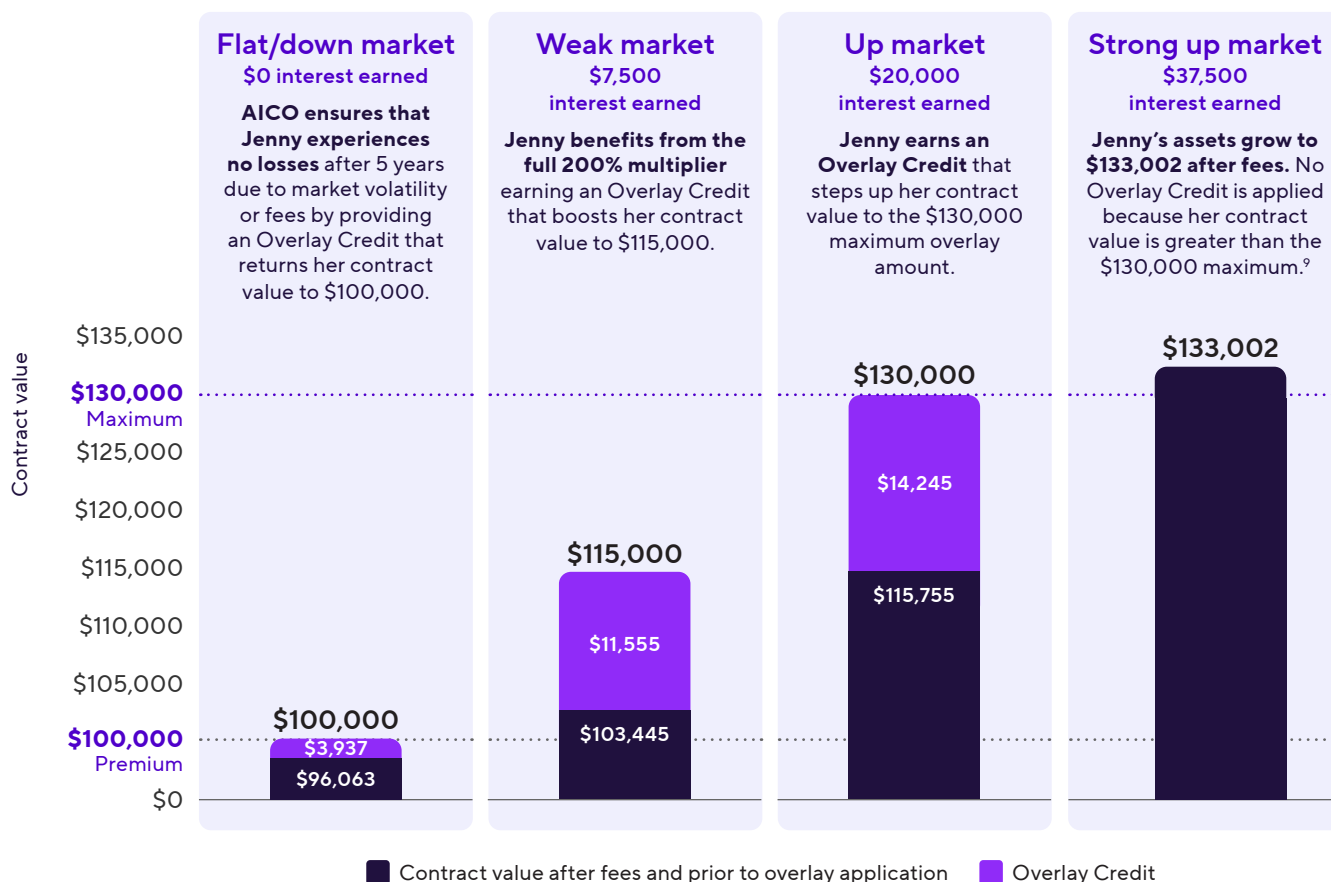 Flat/down market
$0 interest earned
AICO ensures that
Jenny experiences
no losses after 5 years
due to market volatility
or fees by providing
an Overlay Credit that
returns her contract
value to $100,000.
Weak market
$7,500
interest earned
Jenny benefits from the
full 200% multiplier
earning an Overlay Credit
that boosts her contract
value to $115,000.
Up market
$20,000
interest earned
Jenny earns an
Overlay Credit that
steps up her contract
value to the $130,000
maximum overlay
amount.
Strong up market
$37,500
interest earned
Jenny’s assets grow to
$133,002 after fees. No
Overlay Credit is applied
because her contract
value is greater than the
$130,000 maximum.⁹
Contract value
$135,000
$130,000
Maximum
$125,000
$120,000
$115,000
$110,000
$105,000
$100,000
Premium
$0
$100,000
$3,937
$96,063
$115,000
$11,555
$103,445
$130,000
$14,245
$115,755
$133,002
Contract value after fees and prior to overlay application
Overlay Credit